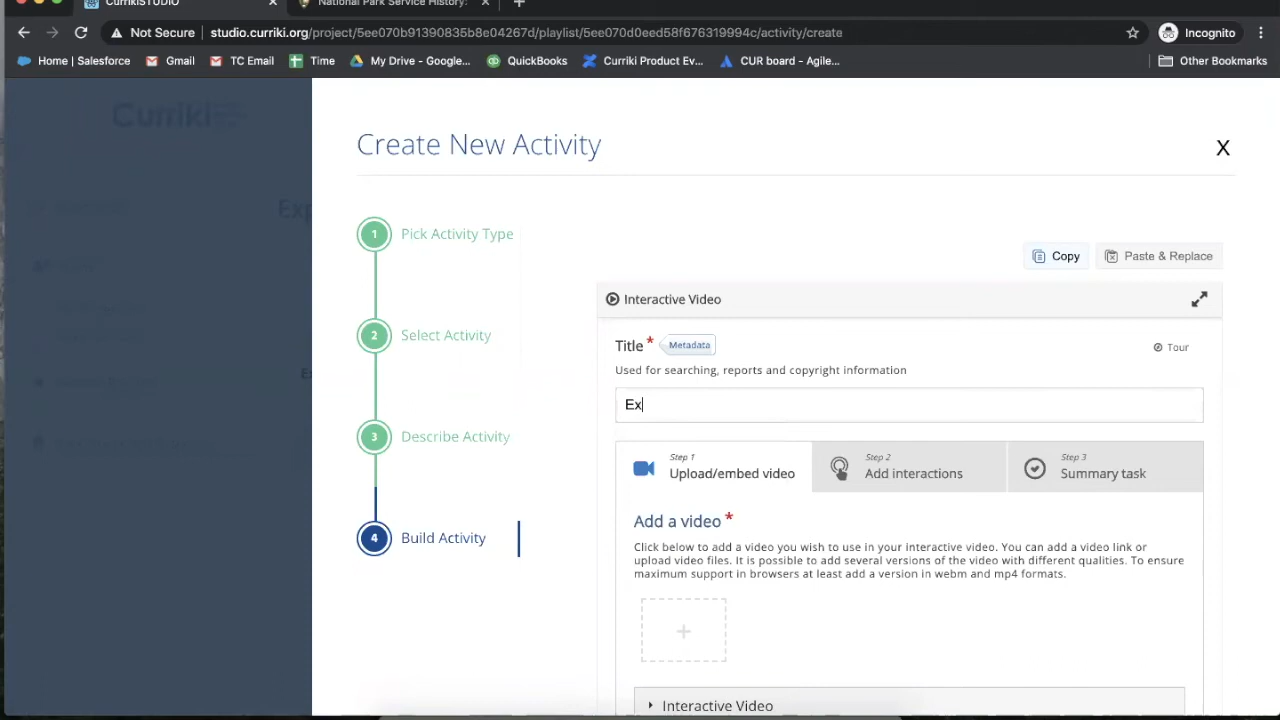 CurrikiSTUDIO
National Park Service History:
Not Secure studio.curriki.org/project/5ee070b91390835f8e04267d/playlist/5ee070d0eed58f676319994c/activity/create Incognito
Home | Salesforce Gmail TC Email Time My Drive - Google... QuickBooks Curriki Product Ev... CUR board - Agile... Other Bookmarks
Curriki
Create New Activity X
1 Pick Activity Type
Copy Paste & Replace
Interactive Video
2 Select Activity
Title * Metadata Tour
Used for searching, reports and copyright information
Ex
3 Describe Activity
Step 1 Step 2 Step 3
Upload/embed video Add interactions Summary task
Add a video *
4 Build Activity
Click below to add a video you wish to use in your interactive video. You can add a video link or
upload video files. It is possible to add several versions of the video with different qualities. To ensure
maximum support in browsers at least add a version in webm and mp4 formats.
+
Interactive Video